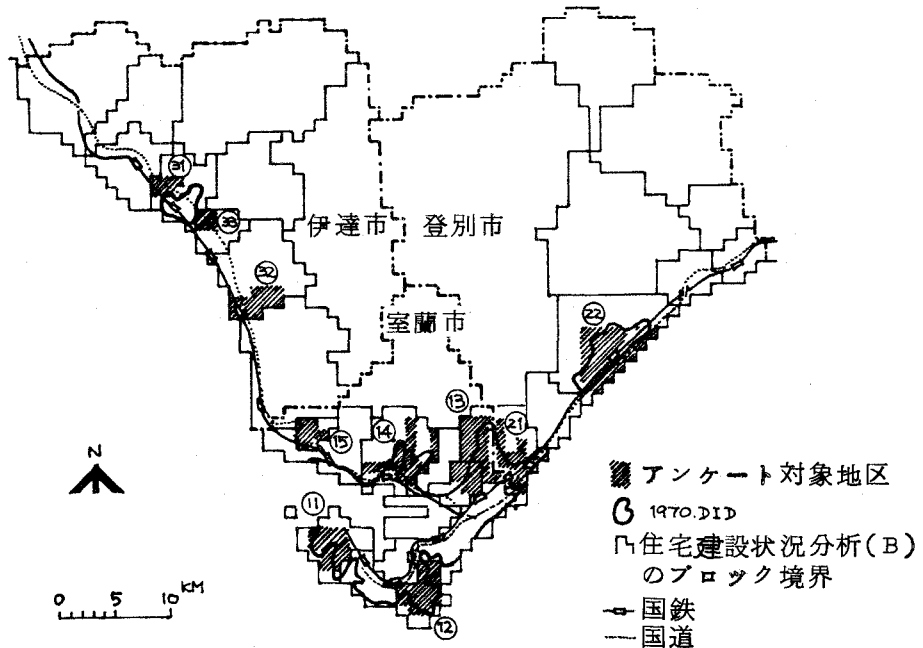 ㉛
㉝
伊達市 登別市
㉜
室蘭市
㉒
⑬
㉑
⑭
⑮
N
⑪
アンケート対象地区
1970.DID
住宅建設状況分析(B)
のブロック境界
0 5 10 KM
国鉄
国道
⑫